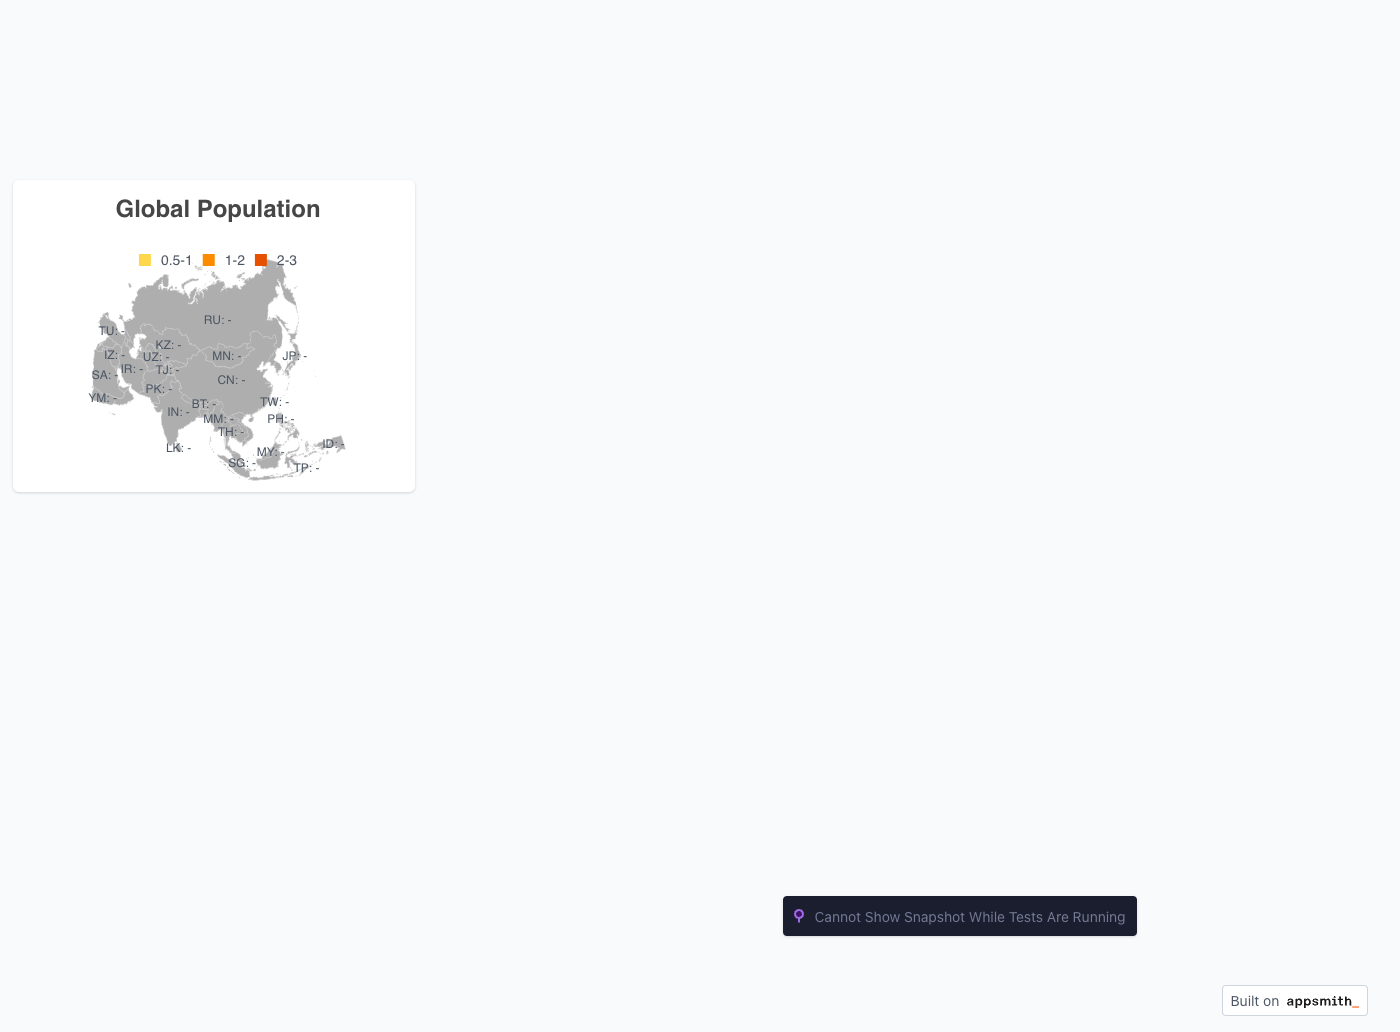 Global Population
0.5-1 1-2 2-3
RU: -
TU: -
KZ: -
IZ: - UZ: - MN: - JP: -
IR: - TJ: -
SA: - CN: -
PK: -
YM: - BT: - TW: -
IN: - MM: - PH: -
TH: -
LK: - MY: - ID: -
SG: - TP: -
Cannot Show Snapshot While Tests Are Running
Built on appsmith_